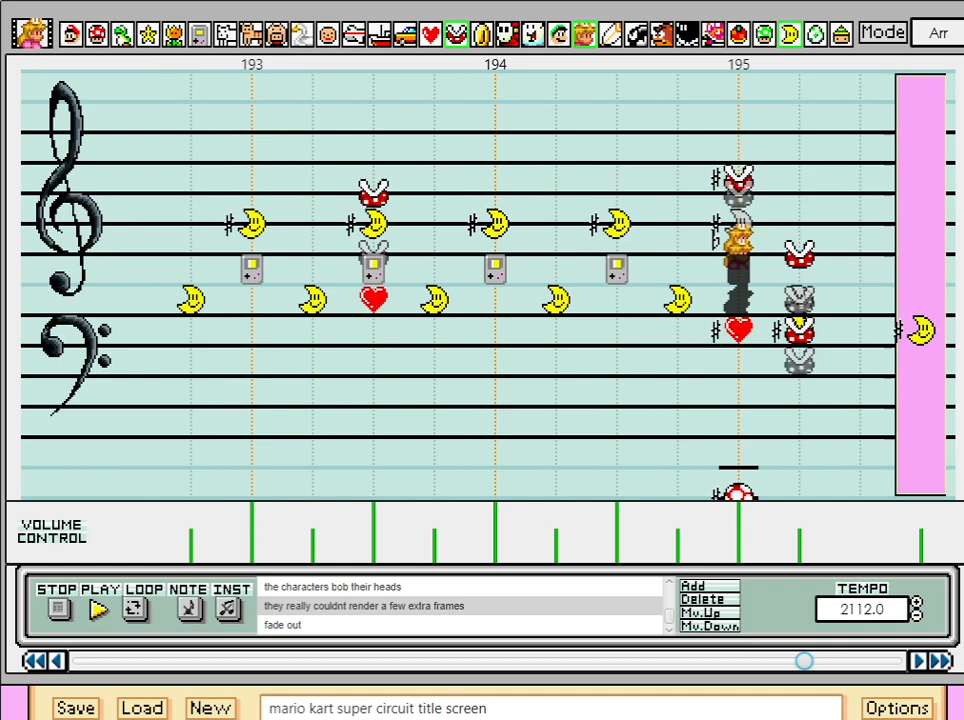 Mode Arr
193 194 195
VOLUME
CONTROL
STOP PLAY LOOP NOTE INST
the characters bob their heads
they really couldnt render a few extra frames
fade out
Add
Delete
Mv.Up
Mv.Down
TEMPO
2112.0
Save Load New mario kart super circuit title screen Options